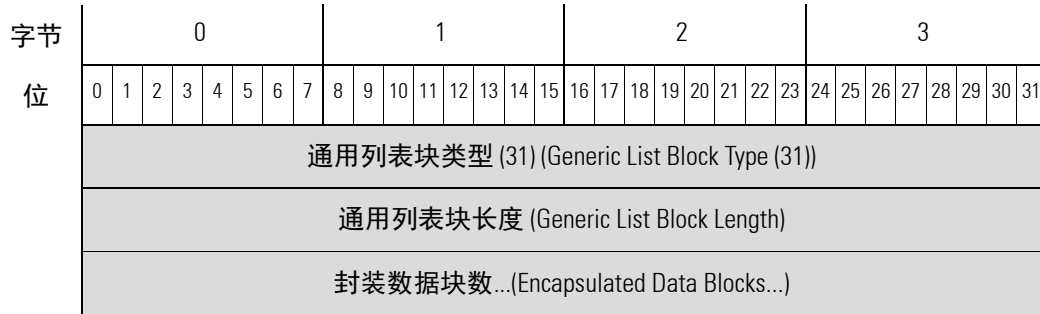 字节 0 1 2 3
位 0 1 2 3 4 5 6 7 8 9 10 11 12 13 14 15 16 17 18 19 20 21 22 23 24 25 26 27 28 29 30 31
通用列表块类型 (31) (Generic List Block Type (31))
通用列表块长度 (Generic List Block Length)
封装数据块数...(Encapsulated Data Blocks...)